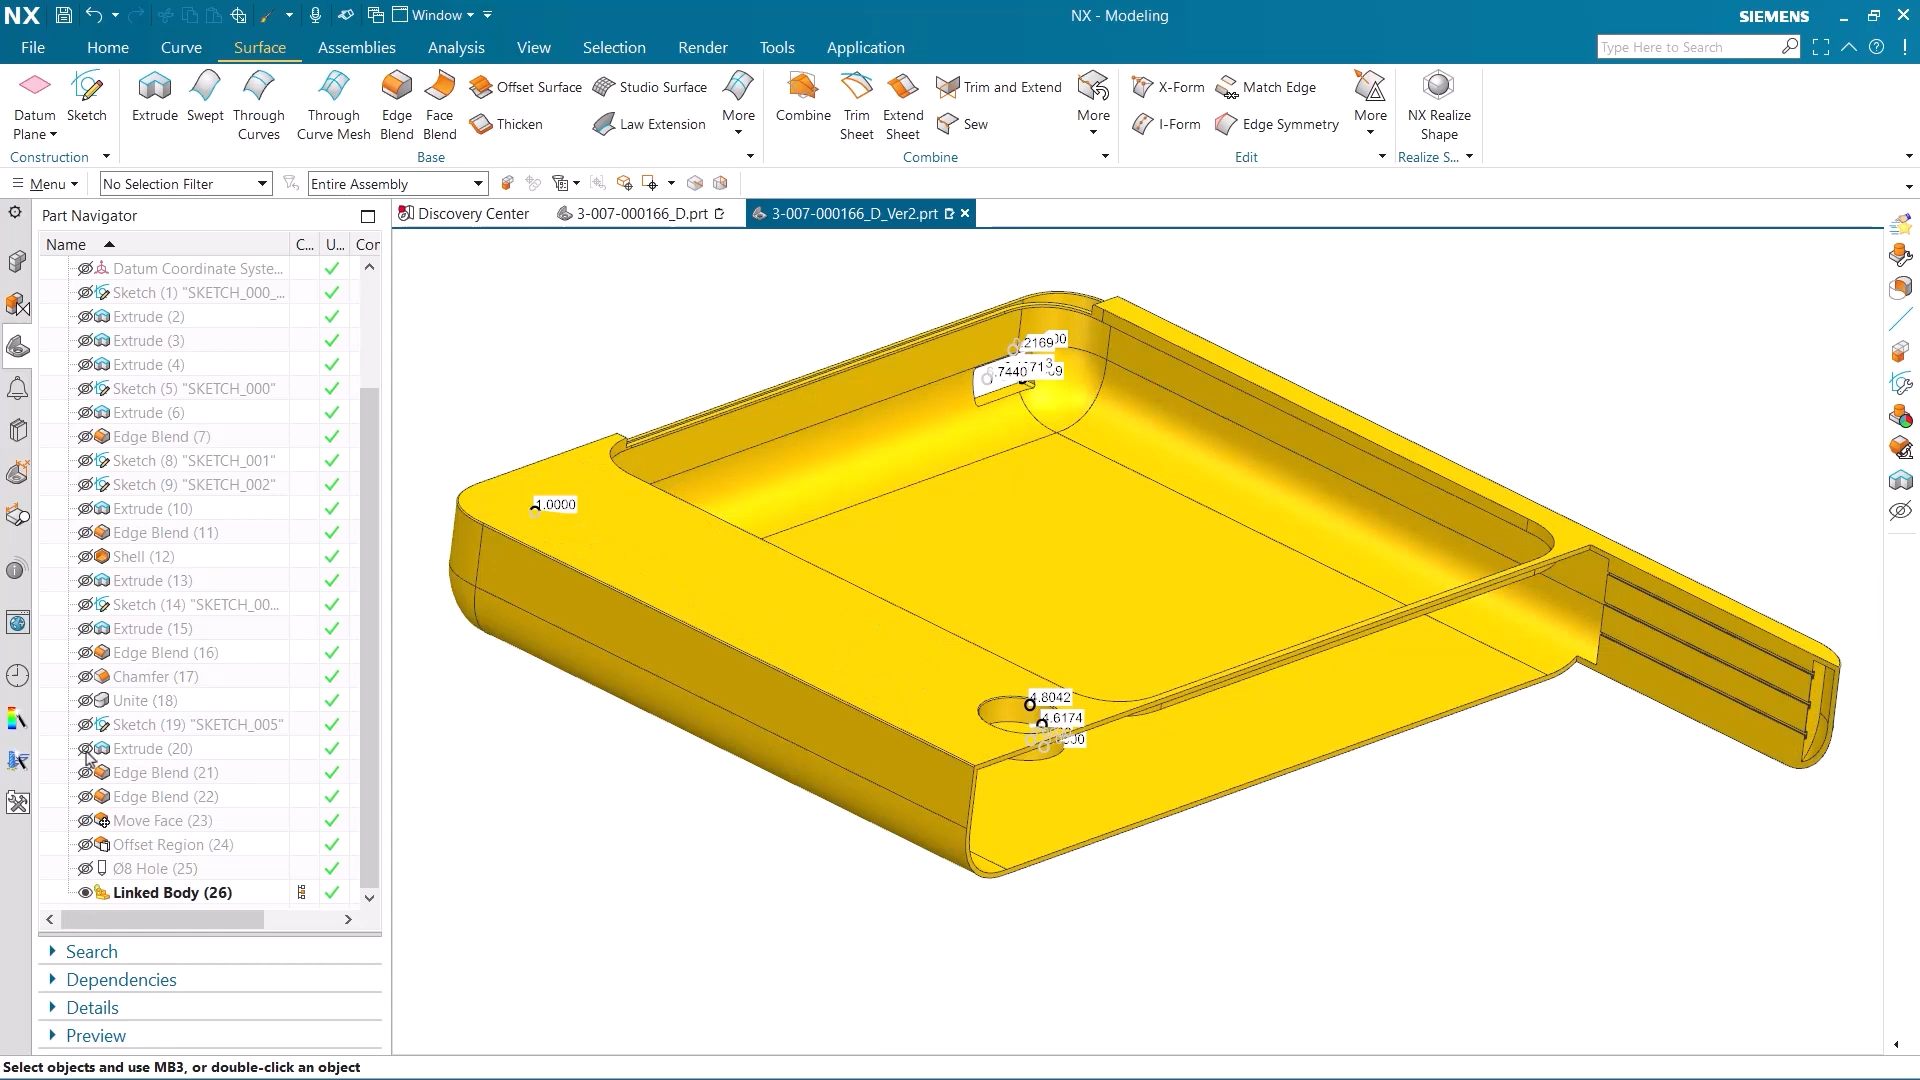 NX
Window
NX - Modeling
SIEMENS
File
Home
Curve
Surface
Assemblies
Analysis
View
Selection
Render
Tools
Application
Type Here to Search
Datum Plane
Sketch
Extrude
Swept
Through Curves
Through Curve Mesh
Edge Blend
Face Blend
Offset Surface
Thicken
Studio Surface
Law Extension
More
Combine
Trim Sheet
Extend Sheet
Trim and Extend
Sew
More
X-Form
I-Form
Match Edge
Edge Symmetry
More
NX Realize Shape
Construction
Base
Combine
Edit
Realize S...
Menu
No Selection Filter
Entire Assembly
Part Navigator
Discovery Center
3-007-000166_D.prt
3-007-000166_D_Ver2.prt
Name
C...
U...
Cor
Datum Coordinate Syste...
Sketch (1) "SKETCH_000_...
Extrude (2)
Extrude (3)
Extrude (4)
Sketch (5) "SKETCH_000"
Extrude (6)
Edge Blend (7)
Sketch (8) "SKETCH_001"
Sketch (9) "SKETCH_002"
Extrude (10)
Edge Blend (11)
Shell (12)
Extrude (13)
Sketch (14) "SKETCH_00...
Extrude (15)
Edge Blend (16)
Chamfer (17)
Unite (18)
Sketch (19) "SKETCH_005"
Extrude (20)
Edge Blend (21)
Edge Blend (22)
Move Face (23)
Offset Region (24)
Ø8 Hole (25)
Linked Body (26)
Search
Dependencies
Details
Preview
.2169
.7440
1.0000
4.8042
4.6174
Select objects and use MB3, or double-click an object